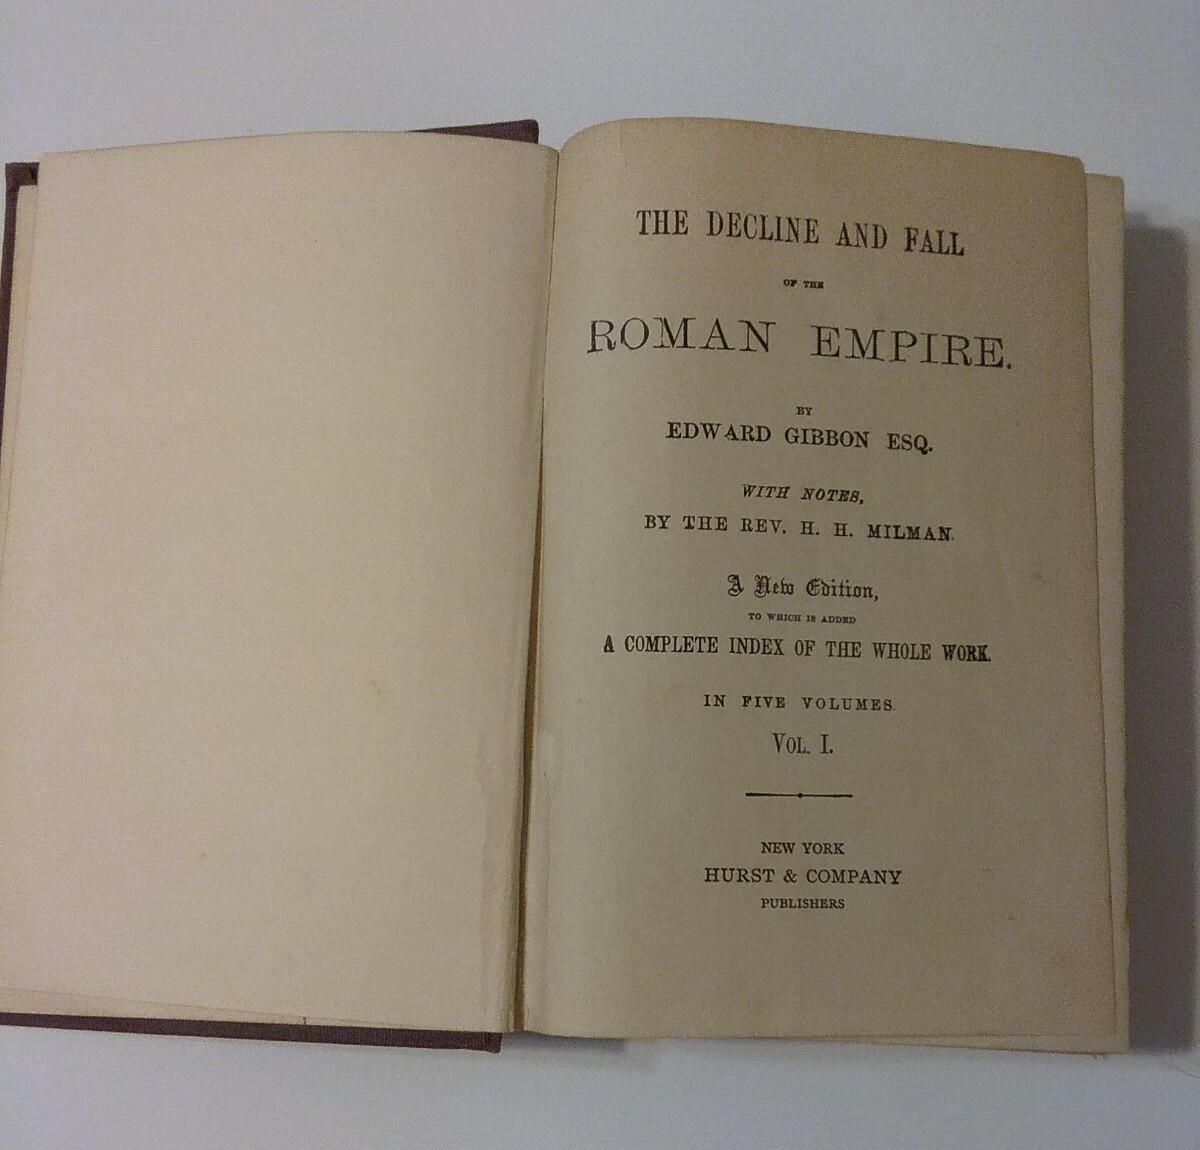 THE DECLINE AND FALL
OF THE
ROMAN EMPIRE.
BY
EDWARD GIBBON ESQ.
WITH NOTES,
BY THE REV. H. H. MILMAN.
A New Edition,
TO WHICH IS ADDED
A COMPLETE INDEX OF THE WHOLE WORK.
IN FIVE VOLUMES.
VOL. I.
NEW YORK
HURST & COMPANY
PUBLISHERS